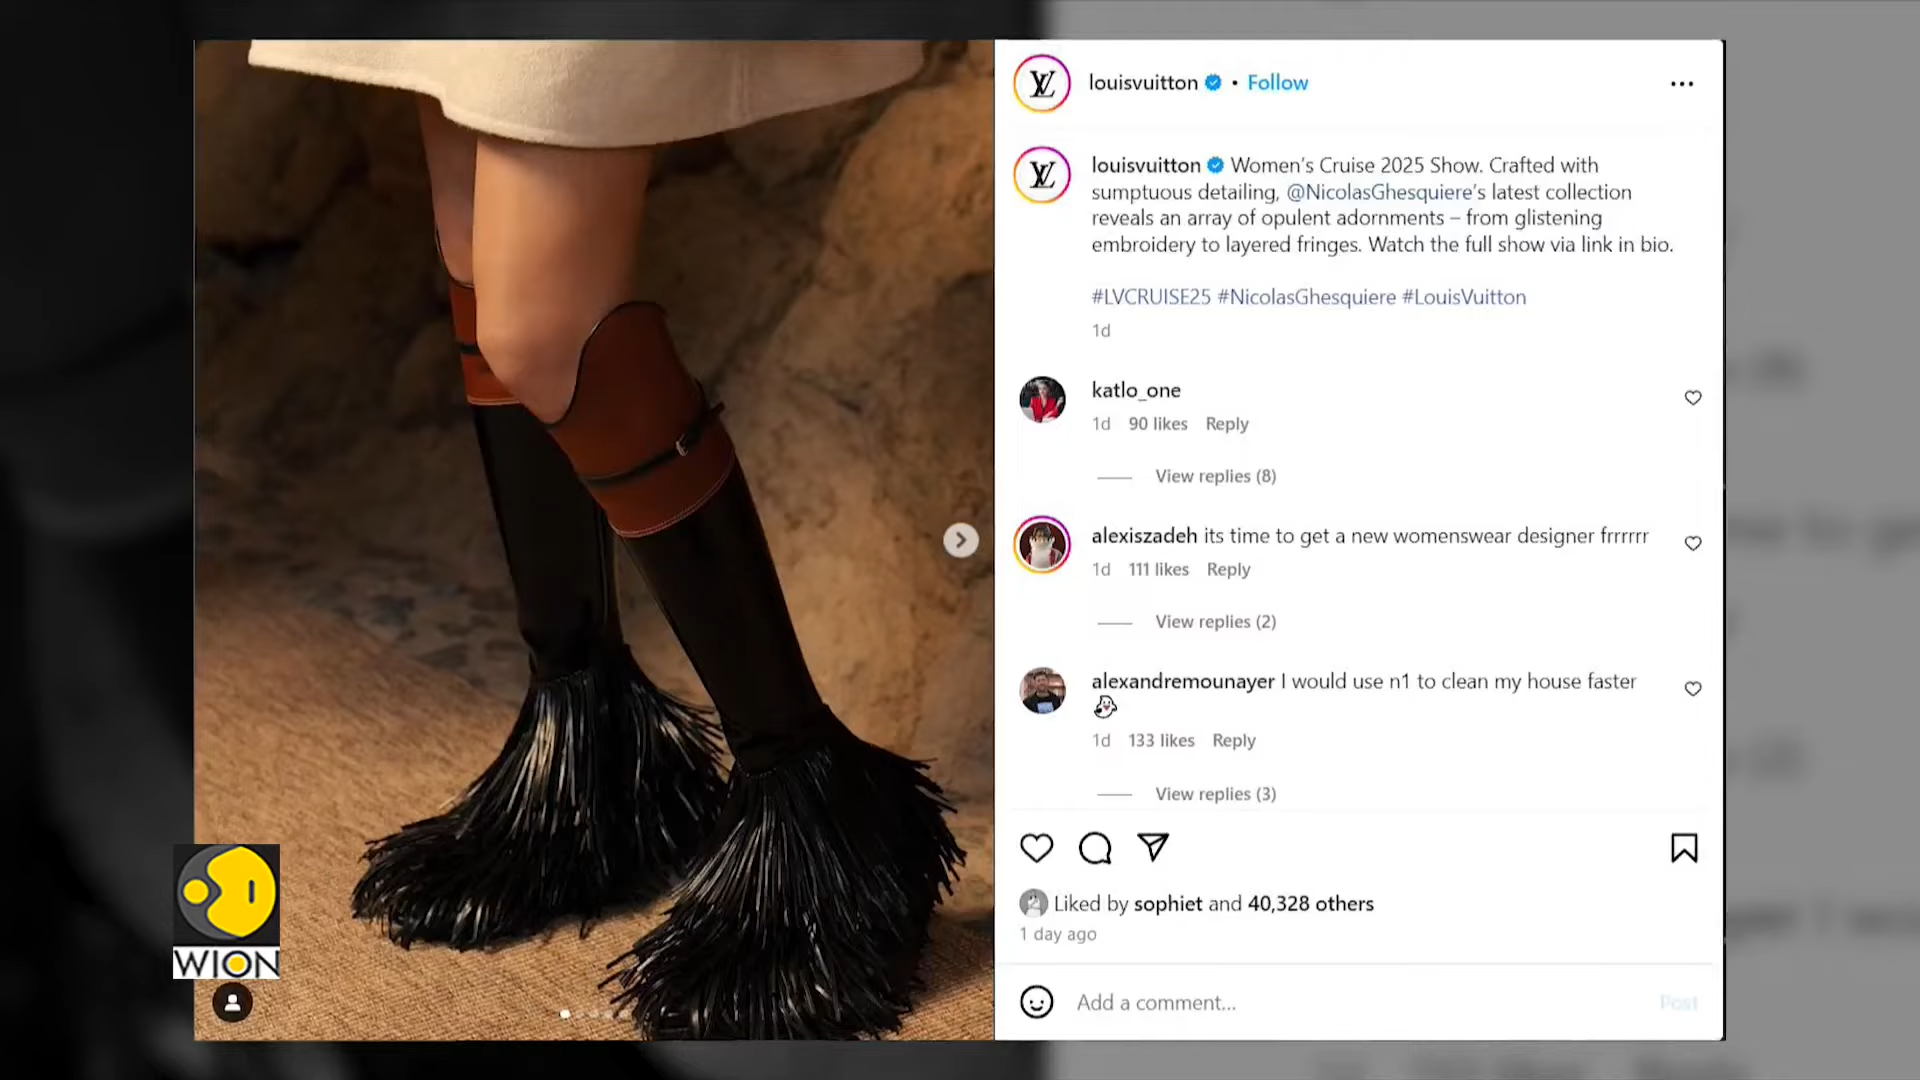 louisvuitton • Follow
louisvuitton Women's Cruise 2025 Show. Crafted with
sumptuous detailing, @NicolasGhesquiere's latest collection
reveals an array of opulent adornments – from glistening
embroidery to layered fringes. Watch the full show via link in bio.
#LVCRUISE25 #NicolasGhesquiere #LouisVuitton
1d
katlo_one
1d 90 likes Reply
View replies (8)
alexiszadeh its time to get a new womenswear designer frrrrrr
1d 111 likes Reply
View replies (2)
alexandremounayer I would use n1 to clean my house faster
1d 133 likes Reply
View replies (3)
Liked by sophiet and 40,328 others
1 day ago
Add a comment...
Post
WION